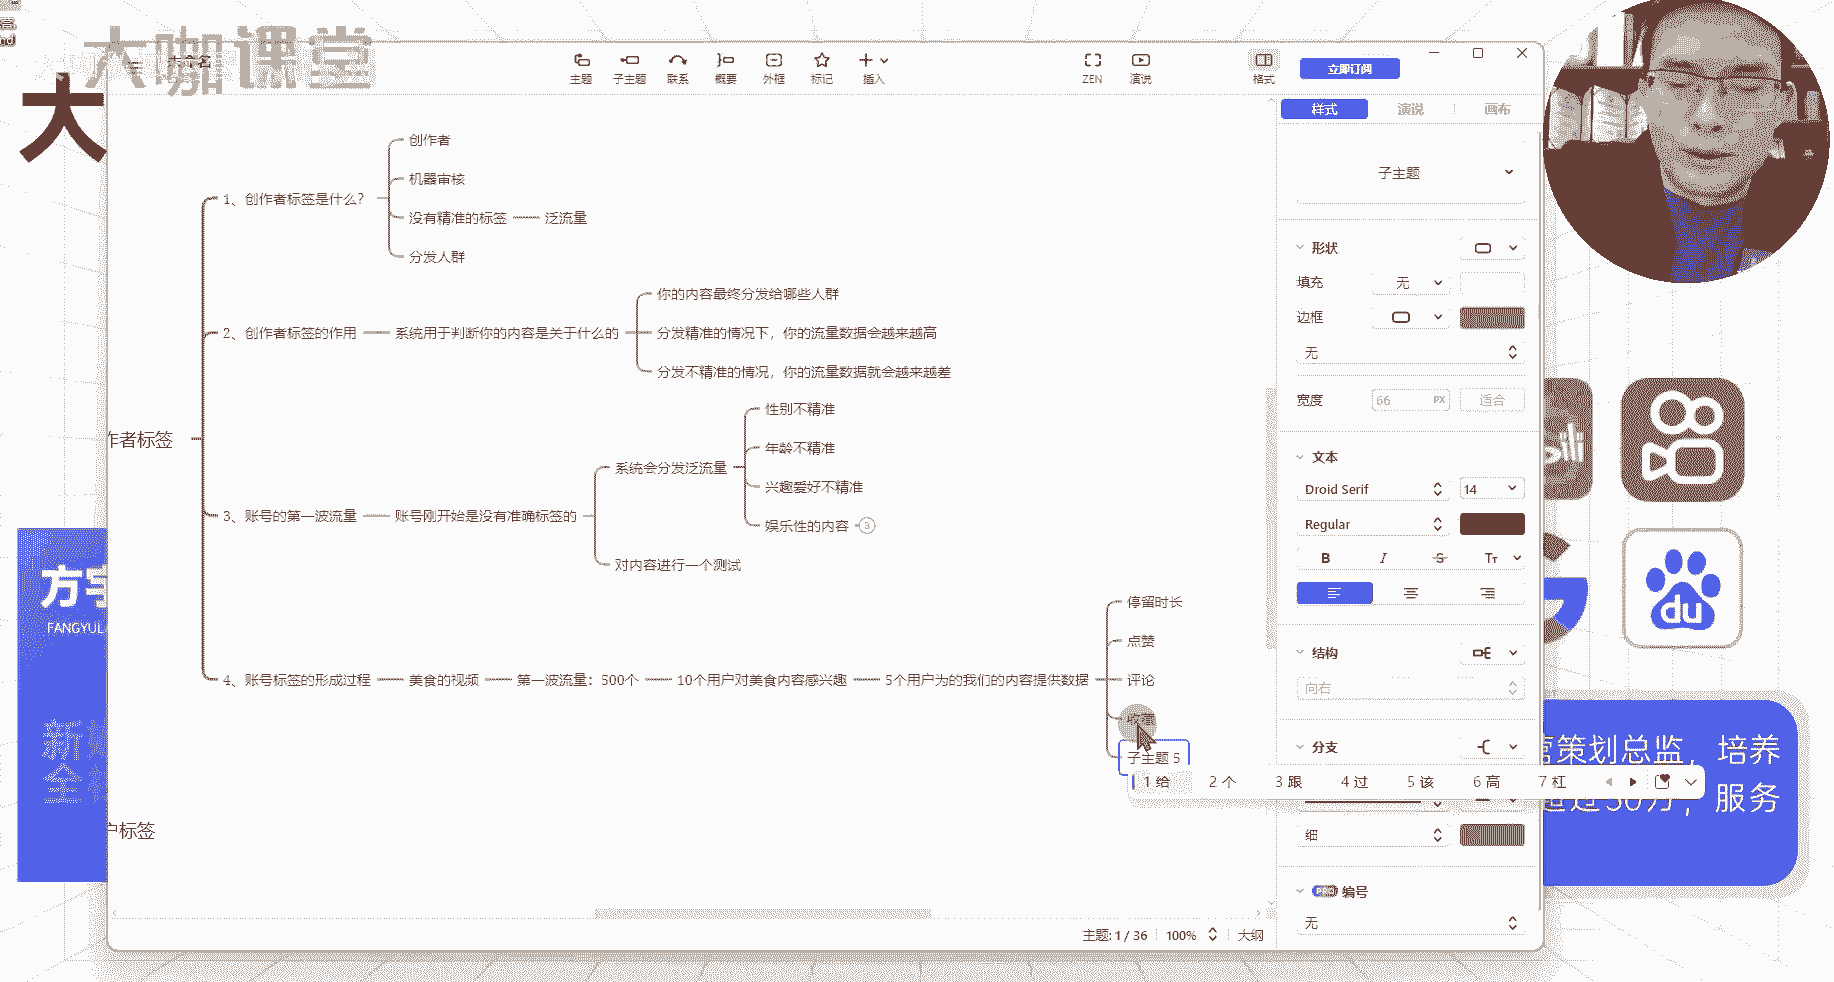 大咖课堂
nd
大
未命名
主题
子主题
联系
概要
外框
标记
插入
ZEN
演说
格式
立即订阅
样式
演说
画布
创作者
机器审核
1、创作者标签是什么？
没有精准的标签
泛流量
分发人群
你的内容最终分发给哪些人群
2、创作者标签的作用
系统用于判断你的内容是关于什么的
分发精准的情况下，你的流量数据会越来越高
分发不精准的情况，你的流量数据就会越来越差
性别不精准
作者标签
年龄不精准
系统会分发泛流量
兴趣爱好不精准
3、账号的第一波流量
账号刚开始是没有准确标签的
娱乐性的内容
3
对内容进行一个测试
停留时长
点赞
4、账号标签的形成过程
美食的视频
第一波流量：500个
10个用户对美食内容感兴趣
5个用户为的我们的内容提供数据
评论
收藏
子主题 5
1 给 2 个 3 跟 4 过 5 该 6 高 7 杠
户标签
子主题
形状
填充
无
边框
无
宽度
66 PX
适合
文本
Droid Serif
14
Regular
B I S Tт
结构
向右
分支
细
PRO 编号
无
主题: 1 / 36
100%
大纲
方宇
FANGYUL
新
全
bili
du
营策划总监，培养
超过50万，服务